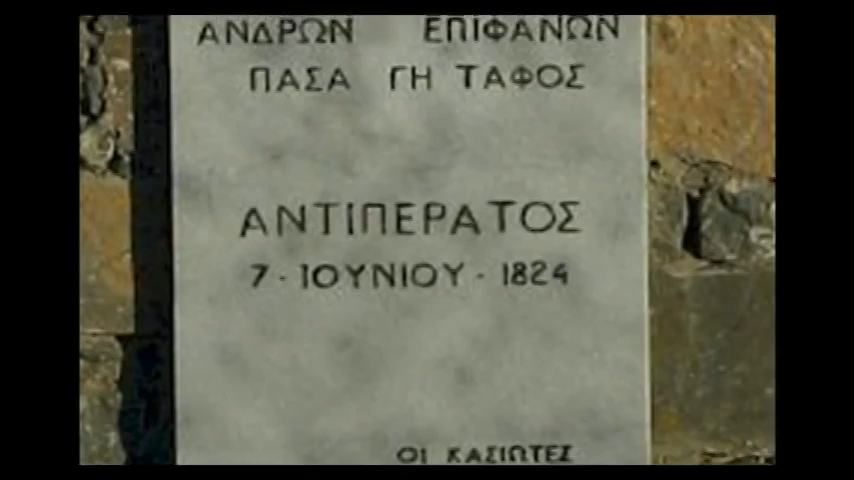 ΑΝΔΡΩΝ ΕΠΙΦΑΝΩΝ
ΠΑΣΑ ΓΗ ΤΑΦΟΣ
ΑΝΤΙΠΕΡΑΤΟΣ
7 - ΙΟΥΝΙΟΥ - 1824
ΟΙ ΚΑΣΙΩΤΕΣ